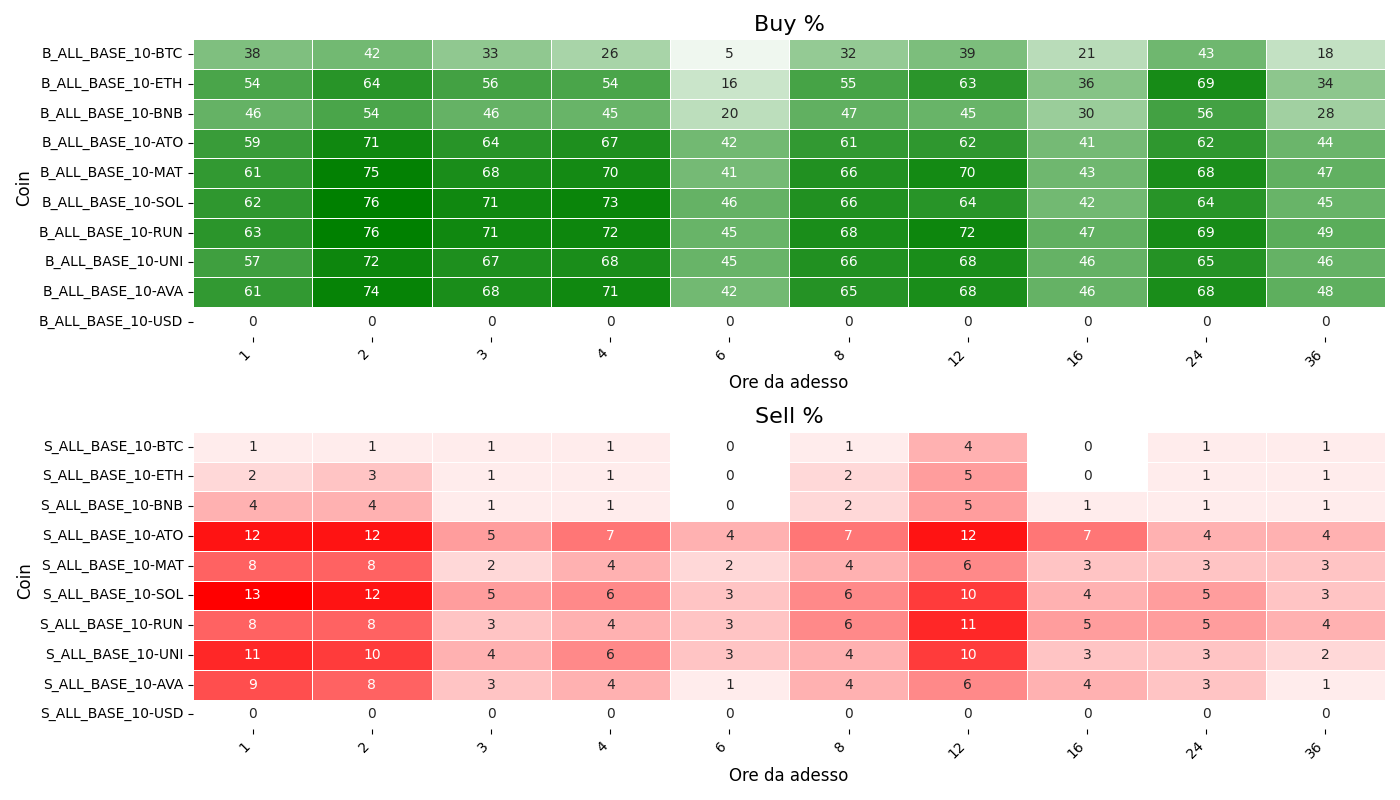 Buy %
Coin
B_ALL_BASE_10-BTC 38 42 33 26 5 32 39 21 43 18
B_ALL_BASE_10-ETH 54 64 56 54 16 55 63 36 69 34
B_ALL_BASE_10-BNB 46 54 46 45 20 47 45 30 56 28
B_ALL_BASE_10-ATO 59 71 64 67 42 61 62 41 62 44
B_ALL_BASE_10-MAT 61 75 68 70 41 66 70 43 68 47
B_ALL_BASE_10-SOL 62 76 71 73 46 66 64 42 64 45
B_ALL_BASE_10-RUN 63 76 71 72 45 68 72 47 69 49
B_ALL_BASE_10-UNI 57 72 67 68 45 66 68 46 65 46
B_ALL_BASE_10-AVA 61 74 68 71 42 65 68 46 68 48
B_ALL_BASE_10-USD 0 0 0 0 0 0 0 0 0 0
1 2 3 4 6 8 12 16 24 36
Ore da adesso
Sell %
Coin
S_ALL_BASE_10-BTC 1 1 1 1 0 1 4 0 1 1
S_ALL_BASE_10-ETH 2 3 1 1 0 2 5 0 1 1
S_ALL_BASE_10-BNB 4 4 1 1 0 2 5 1 1 1
S_ALL_BASE_10-ATO 12 12 5 7 4 7 12 7 4 4
S_ALL_BASE_10-MAT 8 8 2 4 2 4 6 3 3 3
S_ALL_BASE_10-SOL 13 12 5 6 3 6 10 4 5 3
S_ALL_BASE_10-RUN 8 8 3 4 3 6 11 5 5 4
S_ALL_BASE_10-UNI 11 10 4 6 3 4 10 3 3 2
S_ALL_BASE_10-AVA 9 8 3 4 1 4 6 4 3 1
S_ALL_BASE_10-USD 0 0 0 0 0 0 0 0 0 0
1 2 3 4 6 8 12 16 24 36
Ore da adesso